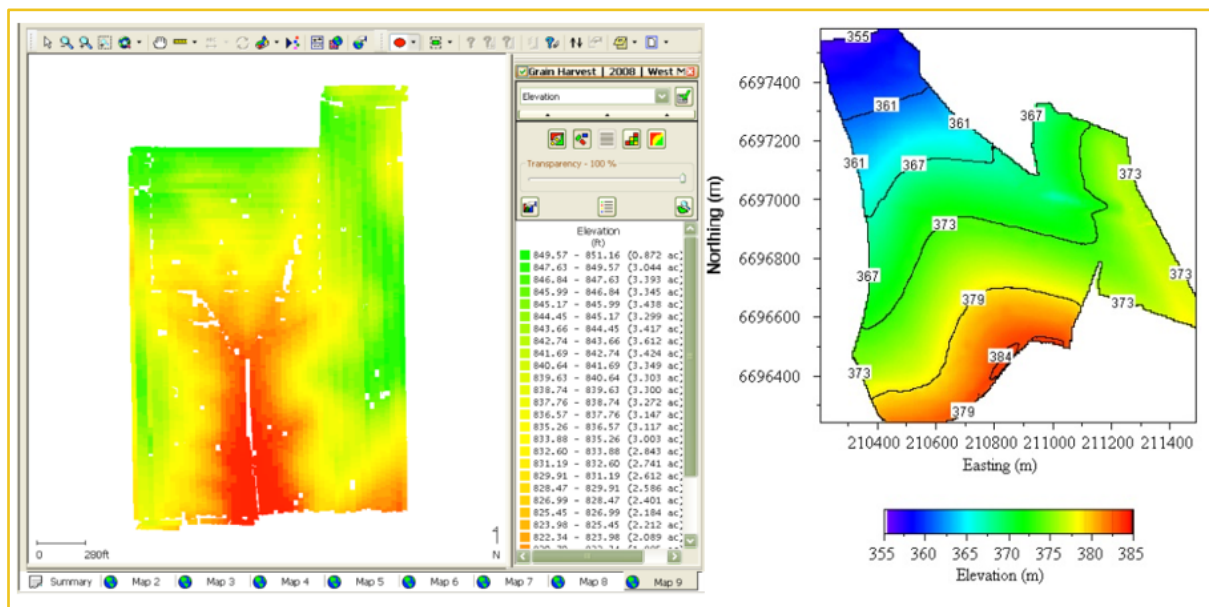 Grain Harvest | 2008 | West M
Elevation
Transparency - 100 %
Elevation
(ft)
849.57 - 851.16 (0.872 ac)
847.63 - 849.57 (3.044 ac)
846.84 - 847.63 (3.393 ac)
845.99 - 846.84 (3.345 ac)
845.17 - 845.99 (3.438 ac)
844.45 - 845.17 (3.299 ac)
843.66 - 844.45 (3.417 ac)
842.74 - 843.66 (3.612 ac)
841.69 - 842.74 (3.424 ac)
840.64 - 841.69 (3.349 ac)
839.63 - 840.64 (3.303 ac)
838.74 - 839.63 (3.300 ac)
837.76 - 838.74 (3.272 ac)
836.57 - 837.76 (3.147 ac)
835.26 - 836.57 (3.117 ac)
833.88 - 835.26 (3.003 ac)
832.60 - 833.88 (2.843 ac)
831.19 - 832.60 (2.741 ac)
829.91 - 831.19 (2.612 ac)
828.47 - 829.91 (2.586 ac)
826.99 - 828.47 (2.401 ac)
825.45 - 826.99 (2.184 ac)
823.98 - 825.45 (2.212 ac)
822.34 - 823.98 (2.089 ac)
0 280ft
N
Summary Map 2 Map 3 Map 4 Map 5 Map 6 Map 7 Map 8 Map 9
Northing (m)
6697400
6697200
6697000
6696800
6696600
6696400
355
361
361
361
367
367
367
373
373
373
373
373
379
379
384
210400 210600 210800 211000 211200 211400
Easting (m)
355 360 365 370 375 380 385
Elevation (m)